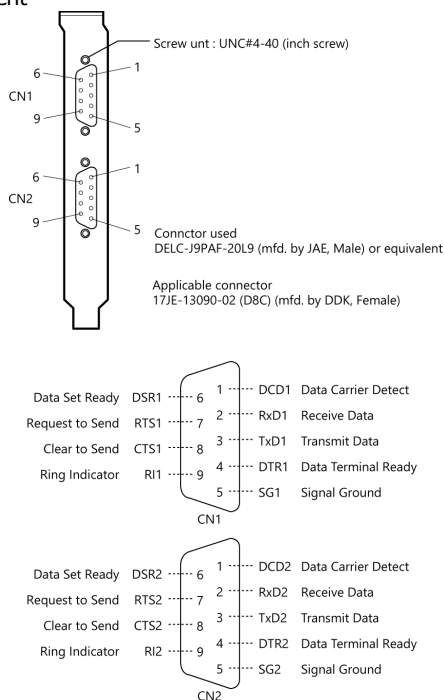 Screw unt : UNC#4-40 (inch screw)
6
1
CN1
9
5
6
1
CN2
9
5
Connctor used
DELC-J9PAF-20L9 (mfd. by JAE, Male) or equivalent
Applicable connector
17JE-13090-02 (D8C) (mfd. by DDK, Female)
1 DCD1 Data Carrier Detect
Data Set Ready DSR1 6
2 RxD1 Receive Data
Request to Send RTS1 7
3 TxD1 Transmit Data
Clear to Send CTS1 8
4 DTR1 Data Terminal Ready
Ring Indicator RI1 9
5 SG1 Signal Ground
CN1
1 DCD2 Data Carrier Detect
Data Set Ready DSR2 6
2 RxD2 Receive Data
Request to Send RTS2 7
3 TxD2 Transmit Data
Clear to Send CTS2 8
4 DTR2 Data Terminal Ready
Ring Indicator RI2 9
5 SG2 Signal Ground
CN2